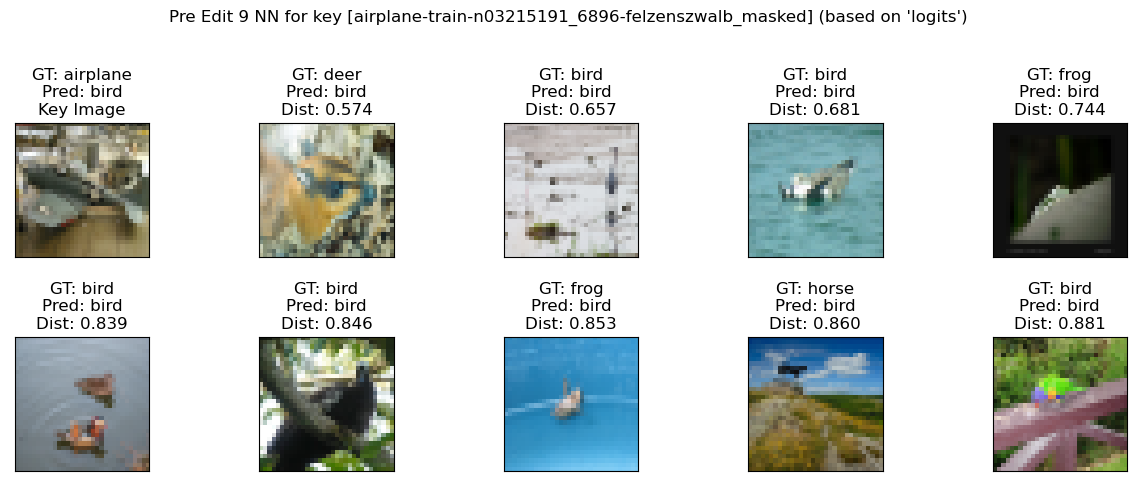 Pre Edit 9 NN for key [airplane-train-n03215191_6896-felzenszwalb_masked] (based on 'logits')
GT: airplane
Pred: bird
Key Image
GT: deer
Pred: bird
Dist: 0.574
GT: bird
Pred: bird
Dist: 0.657
GT: bird
Pred: bird
Dist: 0.681
GT: frog
Pred: bird
Dist: 0.744
GT: bird
Pred: bird
Dist: 0.839
GT: bird
Pred: bird
Dist: 0.846
GT: frog
Pred: bird
Dist: 0.853
GT: horse
Pred: bird
Dist: 0.860
GT: bird
Pred: bird
Dist: 0.881